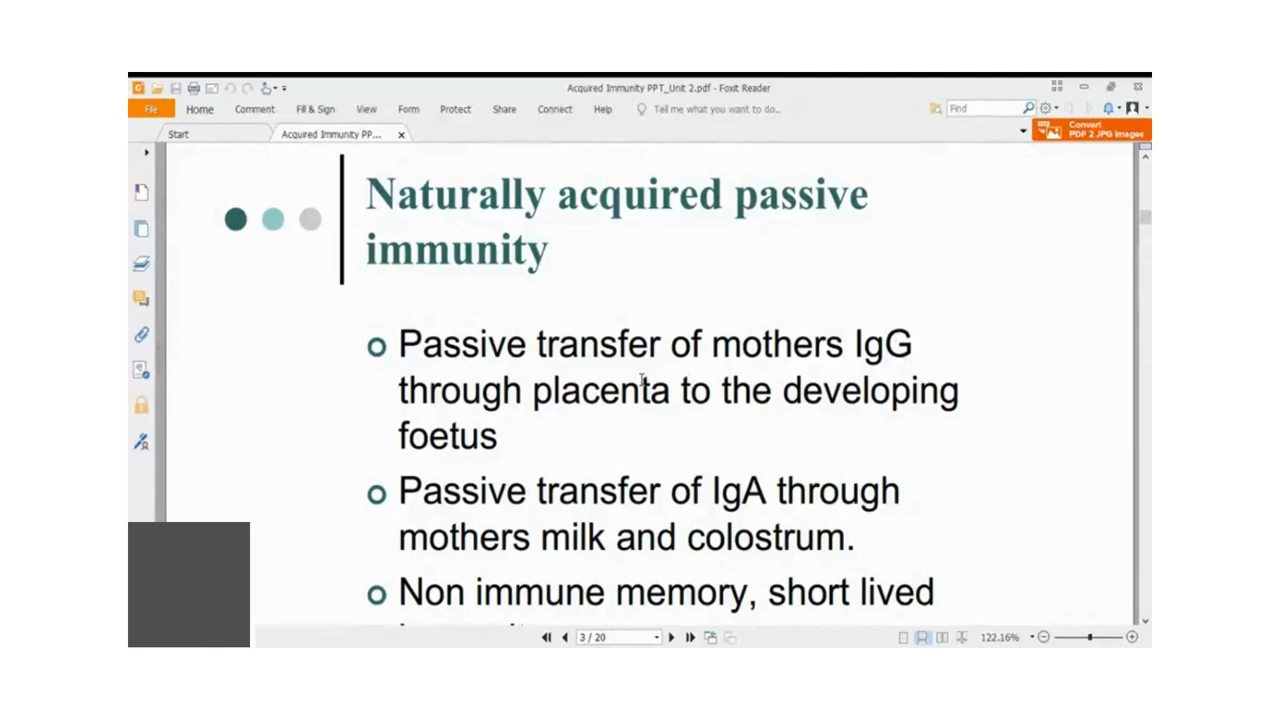 Acquired Immunity PPT_Unit 2.pdf - Foxit Reader
File Home Comment Fill & Sign View Form Protect Share Connect Help Tell me what you want to do... Find
Start Acquired Immunity PP... Convert
PDF 2 JPG Images
Naturally acquired passive
immunity
Passive transfer of mothers IgG
through placenta to the developing
foetus
Passive transfer of IgA through
mothers milk and colostrum.
Non immune memory, short lived
3 / 20 122.16%